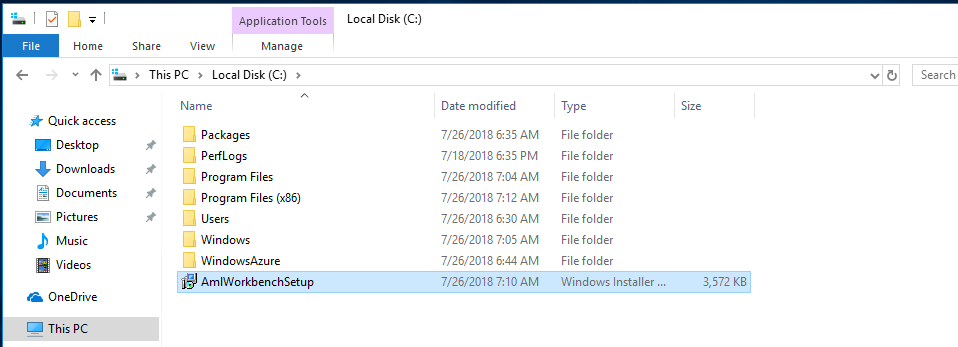 Application Tools
Local Disk (C:)
File Home Share View Manage
This PC Local Disk (C:) Search
Name Date modified Type Size
Quick access
Desktop
Downloads
Documents
Pictures
Music
Videos
OneDrive
This PC
Packages 7/26/2018 6:35 AM File folder
PerfLogs 7/18/2018 6:35 PM File folder
Program Files 7/26/2018 7:04 AM File folder
Program Files (x86) 7/26/2018 7:12 AM File folder
Users 7/26/2018 6:30 AM File folder
Windows 7/26/2018 7:05 AM File folder
WindowsAzure 7/26/2018 6:44 AM File folder
AmlWorkbenchSetup 7/26/2018 7:10 AM Windows Installer ... 3,572 KB